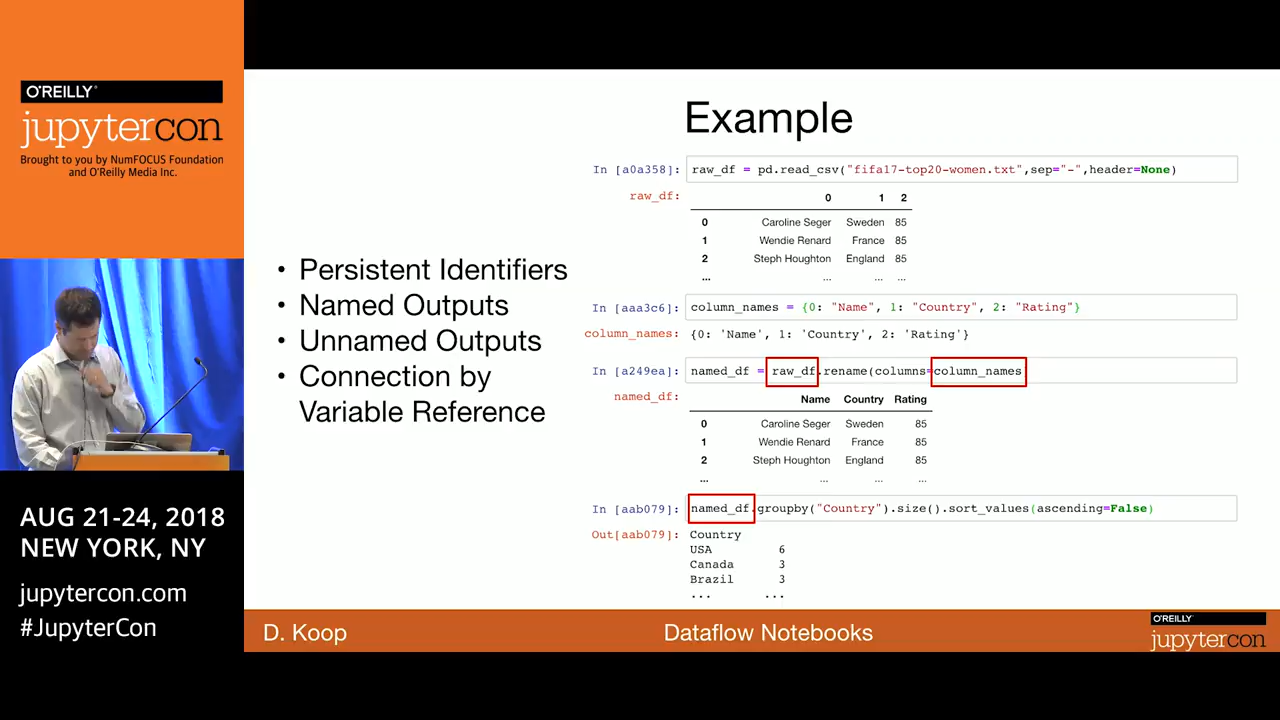 O'REILLY®
jupytercon
Brought to you by NumFOCUS Foundation
and O'Reilly Media Inc.
AUG 21-24, 2018
NEW YORK, NY
jupytercon.com
#JupyterCon
Example
• Persistent Identifiers
• Named Outputs
• Unnamed Outputs
• Connection by
Variable Reference
In [a0a358]: raw_df = pd.read_csv("fifa17-top20-women.txt",sep="-",header=None)
raw_df:
0 1 2
0 Caroline Seger Sweden 85
1 Wendie Renard France 85
2 Steph Houghton England 85
... ... ... ...
In [aaa3c6]: column_names = {0: "Name", 1: "Country", 2: "Rating"}
column_names: {0: 'Name', 1: 'Country', 2: 'Rating'}
In [a249ea]: named_df = raw_df.rename(columns=column_names
named_df:
Name Country Rating
0 Caroline Seger Sweden 85
1 Wendie Renard France 85
2 Steph Houghton England 85
... ... ... ...
In [aab079]: named_df.groupby("Country").size().sort_values(ascending=False)
Out[aab079]: Country
USA 6
Canada 3
Brazil 3
... ...
D. Koop
Dataflow Notebooks
O'REILLY®
jupytercon